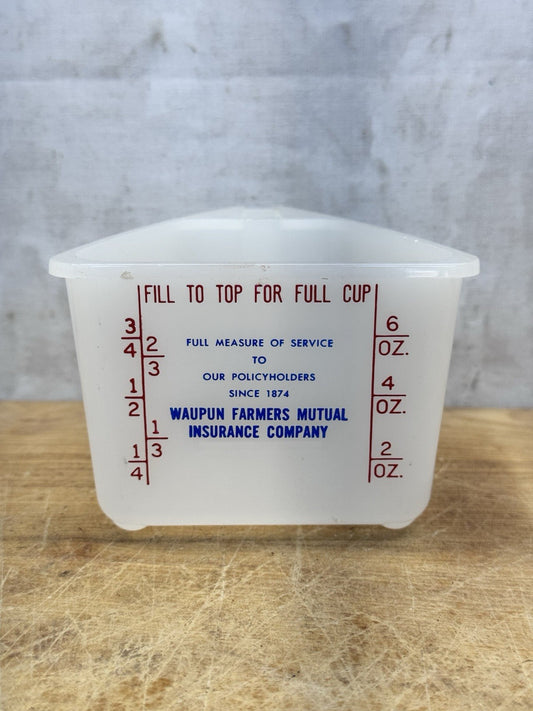 FILL TO TOP FOR FULL CUP
3/4
2/3
1/2
1/3
1/4
FULL MEASURE OF SERVICE
TO
OUR POLICYHOLDERS
SINCE 1874
WAUPUN FARMERS MUTUAL
INSURANCE COMPANY
6
OZ.
4
OZ.
2
OZ.